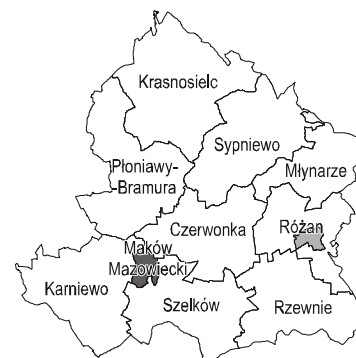 Krasnosielc
Sypniewo
Młynarze
Płoniawy-
Bramura
Różan
Czerwonka
Maków
Mazowiecki
Karniewo
Szelków
Rzewnie